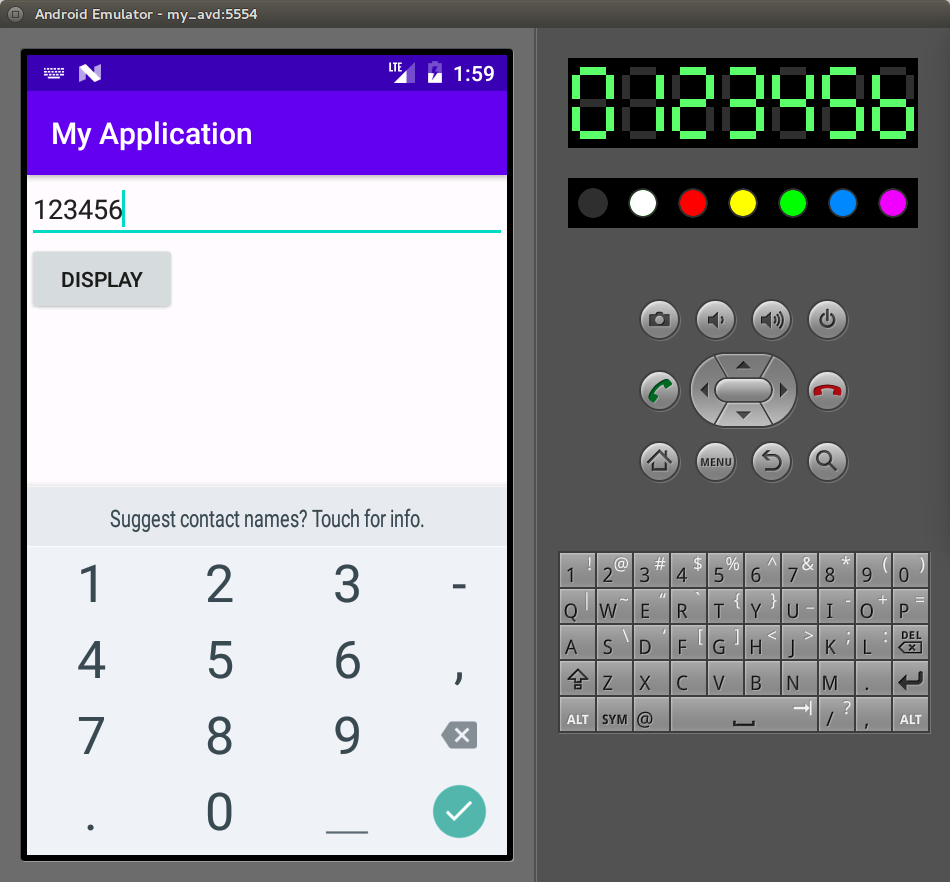 Android Emulator - my_avd:5554
LTE 1:59
My Application
123456
DISPLAY
Suggest contact names? Touch for info.
1 2 3 -
4 5 6 ,
7 8 9
. 0 _
0123456
MENU
1 ! 2 @ 3 # 4 $ 5 % 6 ^ 7 & 8 * 9 ( 0 )
Q | W ~ E “ R ` T { Y } U _ I - O + P =
A S \ D ‘ F [ G ] H < J > K ; L : DEL
Z X C V B N M .
ALT SYM @ / ? , ALT